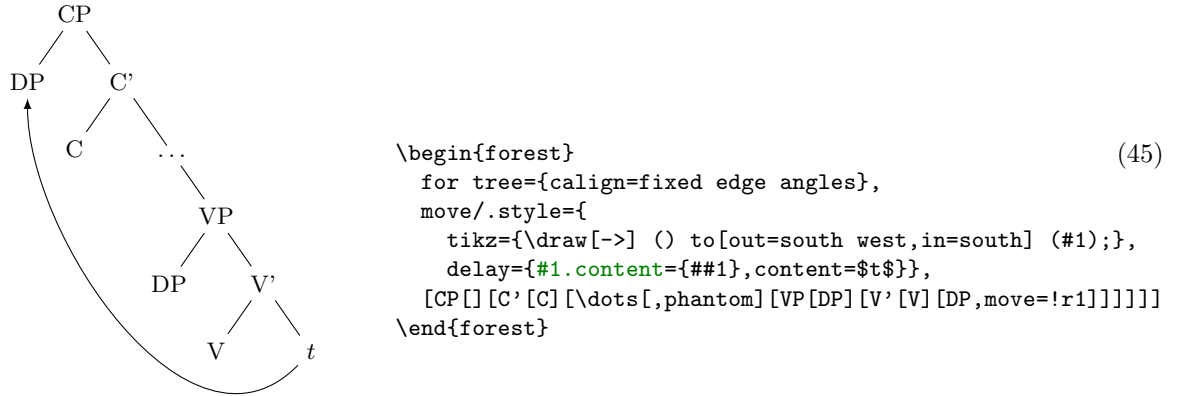 CP
DP C'
C ...
VP
DP V'
V t
\begin{forest} (45)
for tree={calign=fixed edge angles},
move/.style={
tikz={\draw[->] () to[out=south west,in=south] (#1);},
delay={#1.content={##1},content=$t$}},
[CP[][C'[C][\dots[,phantom][VP[DP][V'[V][DP,move=!r1]]]]]]
\end{forest}